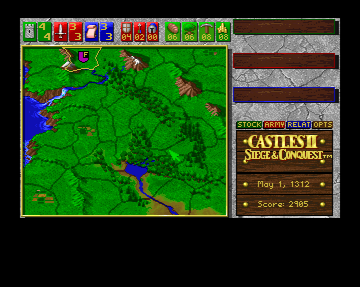 4 3 3
4 3 3
04 02 00 06 06 08 08
STOCK ARMY RELAT OPTS
CASTLES II
SIEGE & CONQUEST™
May 1, 1312
Score: 2905